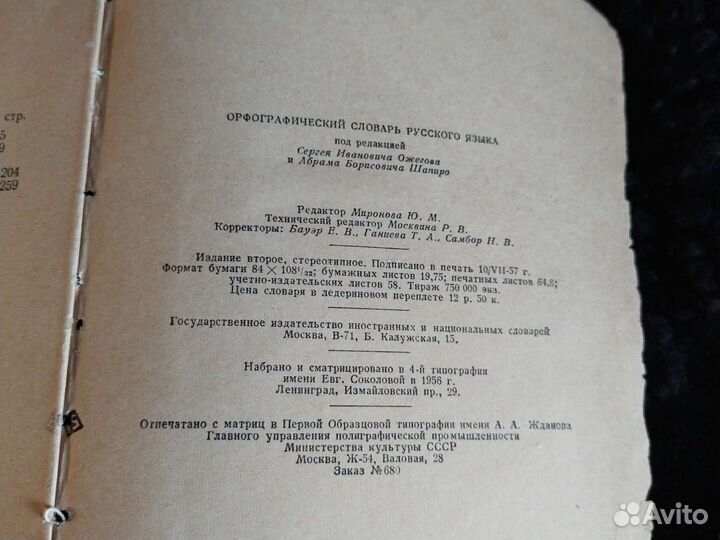 стр.
5
9
204
259
ОРФОГРАФИЧЕСКИЙ СЛОВАРЬ РУССКОГО ЯЗЫКА
под редакцией
Сергея Ивановича Ожегова
и Абрама Борисовича Шапиро
Редактор Миронова Ю. М.
Технический редактор Москвина Р. В.
Корректоры: Бауэр Е. В., Ганиева Т. А., Самбор Н. В.
Издание второе, стереотипное. Подписано в печать 10/VII-57 г.
Формат бумаги 84 × 108¹/₃₂; бумажных листов 19,75; печатных листов 64,8;
учетно-издательских листов 58. Тираж 750 000 экз.
Цена словаря в ледериновом переплете 12 р. 50 к.
Государственное издательство иностранных и национальных словарей
Москва, В-71, Б. Калужская, 15.
Набрано и сматрицировано в 4-й типографии
имени Евг. Соколовой в 1956 г.
Ленинград, Измайловский пр., 29.
Отпечатано с матриц в Первой Образцовой типографии имени А. А. Жданова
Главного управления полиграфической промышленности
Министерства культуры СССР
Москва, Ж-54, Валовая, 28
Заказ № 680
Avito